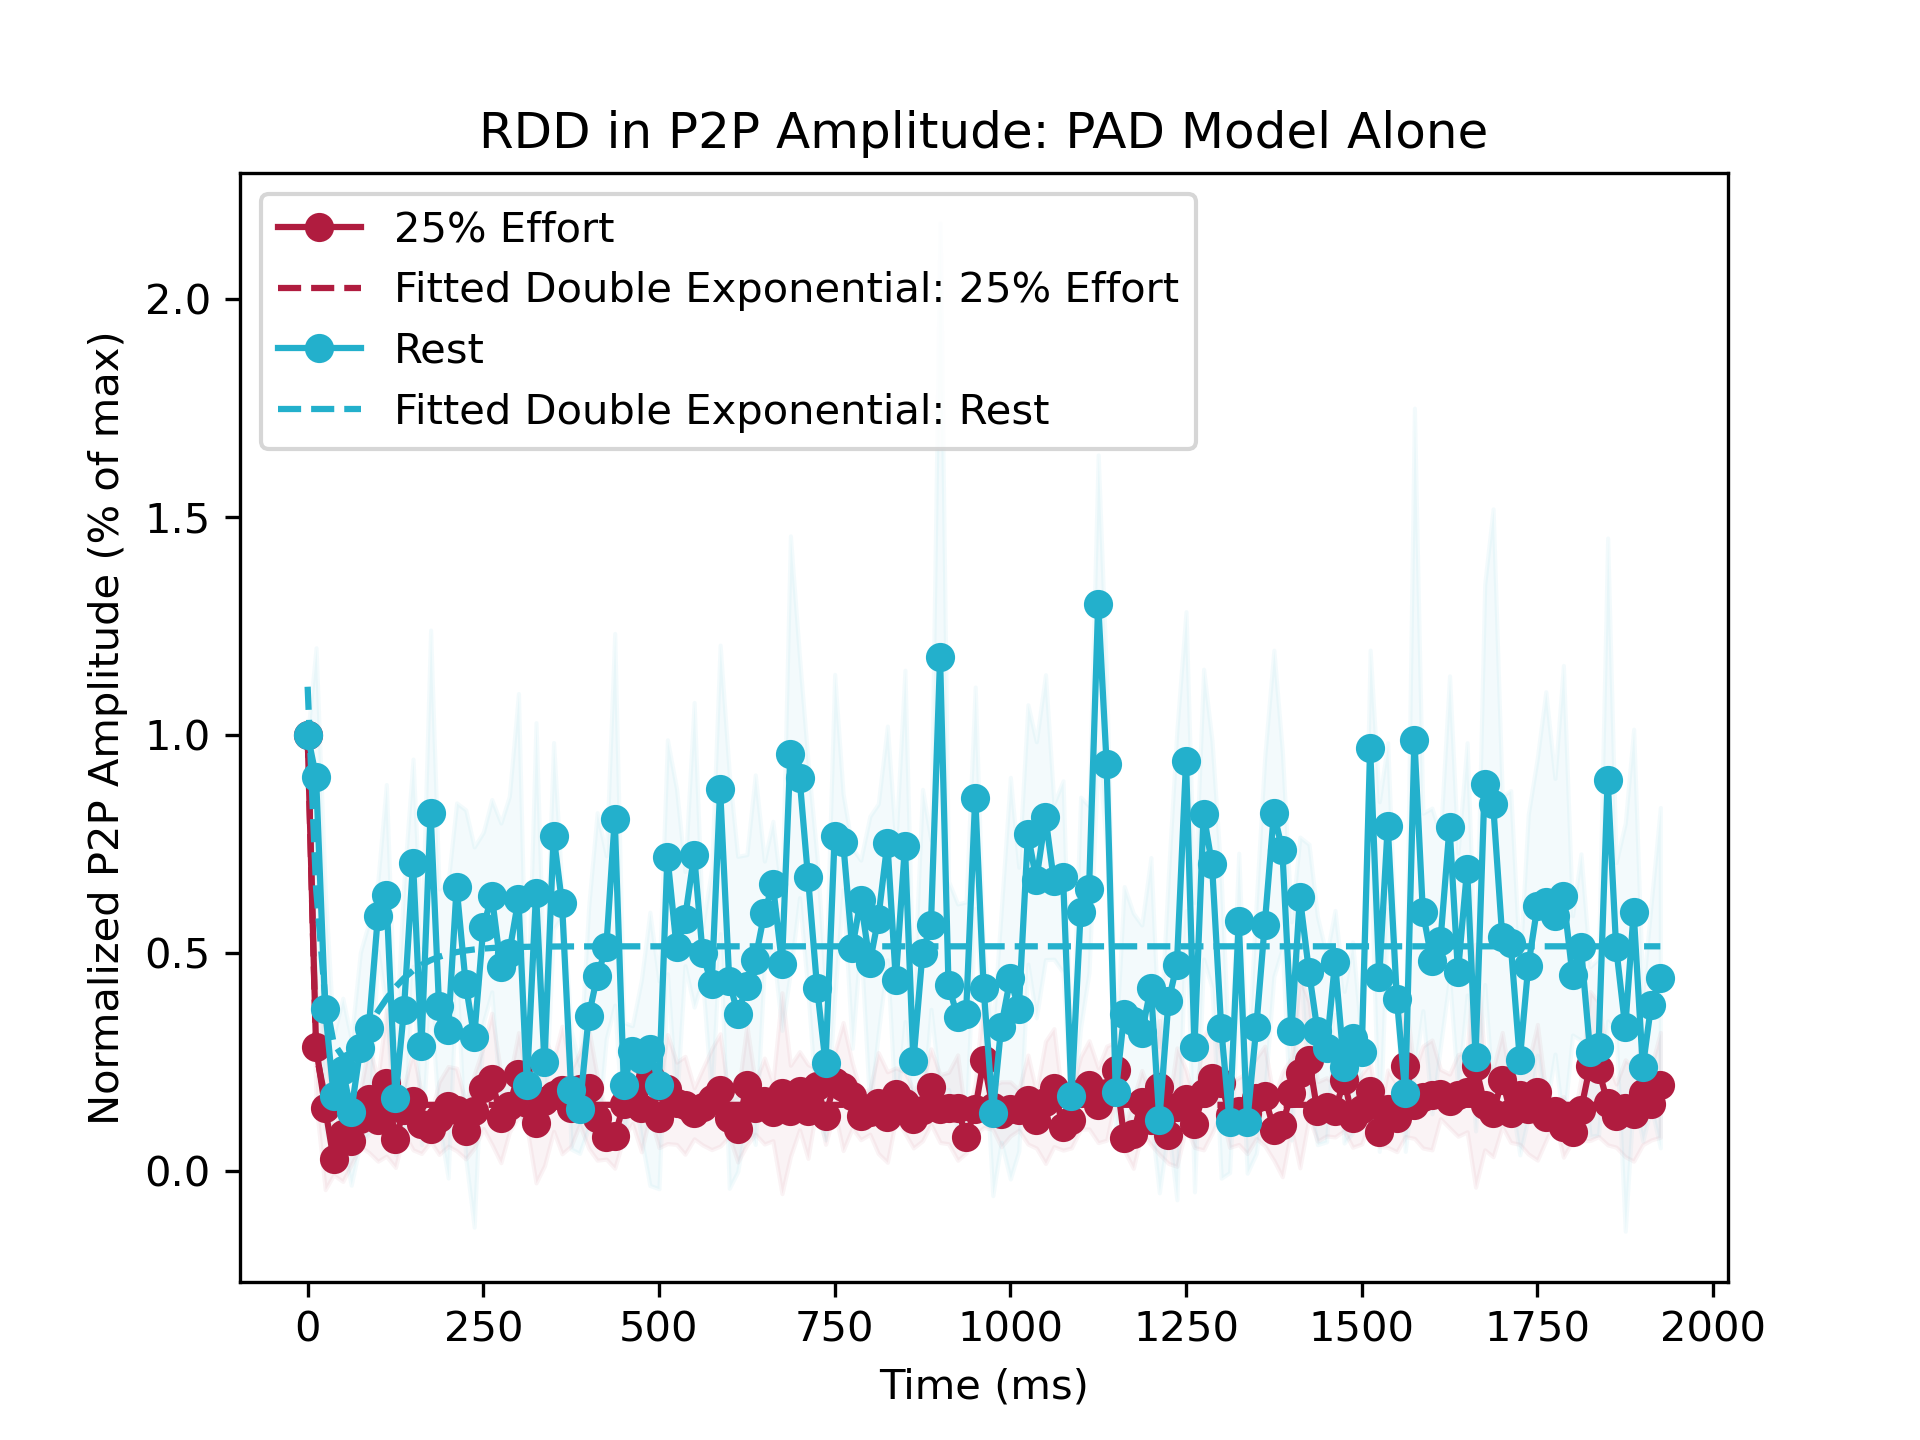 RDD in P2P Amplitude: PAD Model Alone
25% Effort
Fitted Double Exponential: 25% Effort
Rest
Fitted Double Exponential: Rest
Normalized P2P Amplitude (% of max)
2.0
1.5
1.0
0.5
0.0
0 250 500 750 1000 1250 1500 1750 2000
Time (ms)